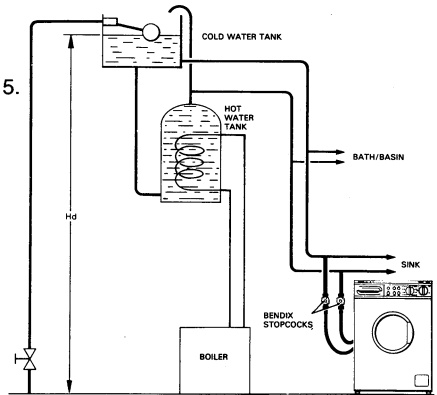 COLD WATER TANK
5.
HOT
WATER
TANK
BATH/BASIN
Hd
SINK
BENDIX
STOPCOCKS
BOILER